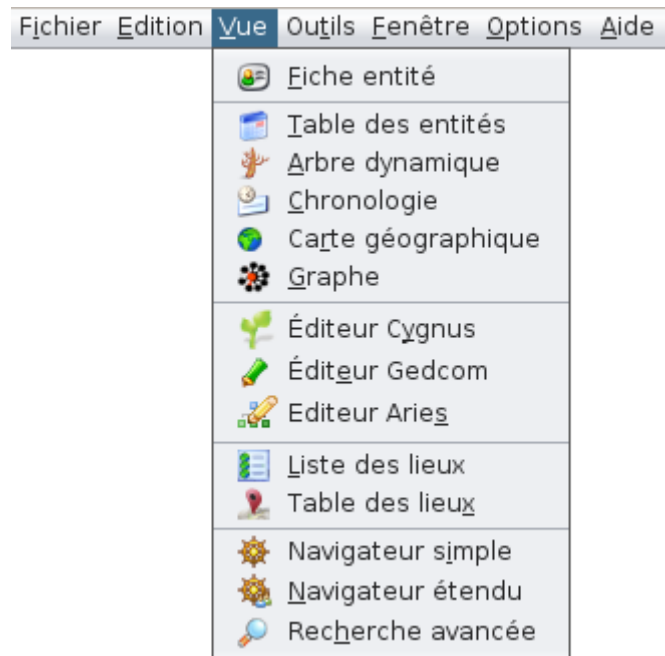 Fichier Edition Vue Outils Fenêtre Options Aide
Fiche entité
Table des entités
Arbre dynamique
Chronologie
Carte géographique
Graphe
Éditeur Cygnus
Éditeur Gedcom
Editeur Aries
Liste des lieux
Table des lieux
Navigateur simple
Navigateur étendu
Recherche avancée